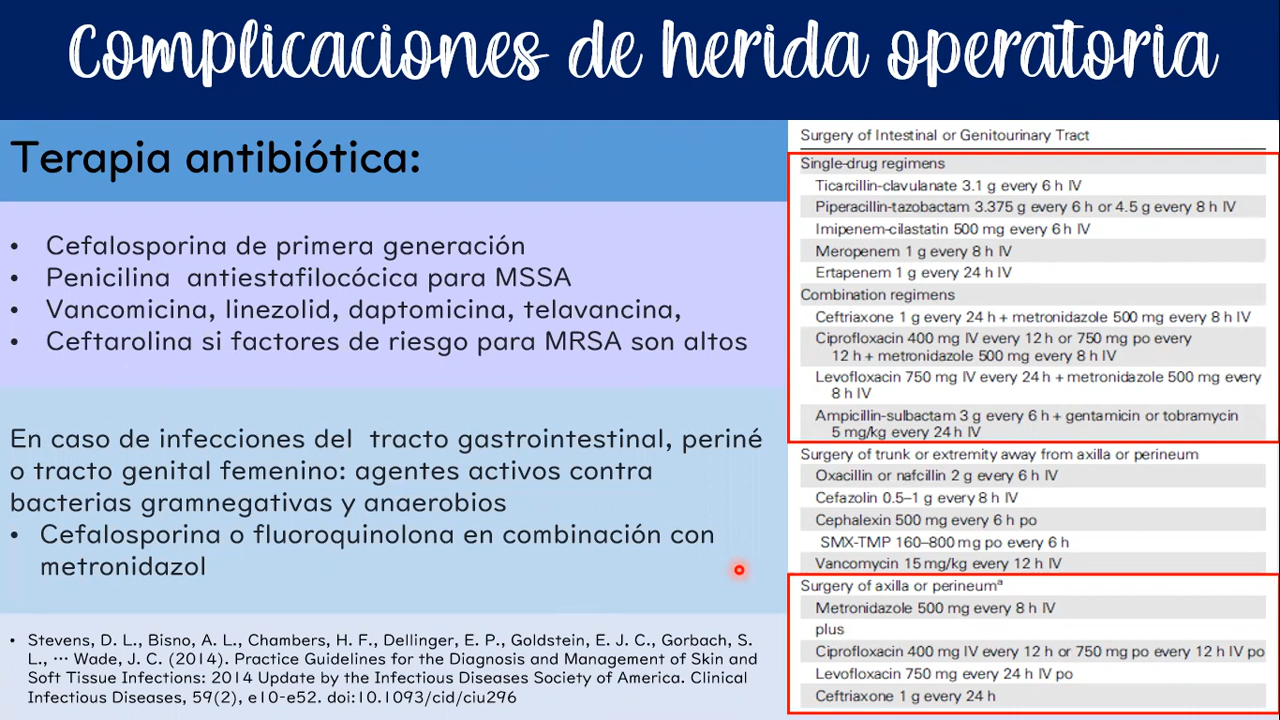 Complicaciones de herida operatoria
Terapia antibiótica:
• Cefalosporina de primera generación
• Penicilina antiestafilocócica para MSSA
• Vancomicina, linezolid, daptomicina, telavancina,
• Ceftarolina si factores de riesgo para MRSA son altos
En caso de infecciones del tracto gastrointestinal, periné
o tracto genital femenino: agentes activos contra
bacterias gramnegativas y anaerobios
• Cefalosporina o fluoroquinolona en combinación con
metronidazol
• Stevens, D. L., Bisno, A. L., Chambers, H. F., Dellinger, E. P., Goldstein, E. J. C., Gorbach, S.
L., … Wade, J. C. (2014). Practice Guidelines for the Diagnosis and Management of Skin and
Soft Tissue Infections: 2014 Update by the Infectious Diseases Society of America. Clinical
Infectious Diseases, 59(2), e10-e52. doi:10.1093/cid/ciu296
Surgery of Intestinal or Genitourinary Tract
Single-drug regimens
Ticarcillin-clavulanate 3.1 g every 6 h IV
Piperacillin-tazobactam 3.375 g every 6 h or 4.5 g every 8 h IV
Imipenem-cilastatin 500 mg every 6 h IV
Meropenem 1 g every 8 h IV
Ertapenem 1 g every 24 h IV
Combination regimens
Ceftriaxone 1 g every 24 h + metronidazole 500 mg every 8 h IV
Ciprofloxacin 400 mg IV every 12 h or 750 mg po every
12 h + metronidazole 500 mg every 8 h IV
Levofloxacin 750 mg IV every 24 h + metronidazole 500 mg every
8 h IV
Ampicillin-sulbactam 3 g every 6 h + gentamicin or tobramycin
5 mg/kg every 24 h IV
Surgery of trunk or extremity away from axilla or perineum
Oxacillin or nafcillin 2 g every 6 h IV
Cefazolin 0.5–1 g every 8 h IV
Cephalexin 500 mg every 6 h po
SMX-TMP 160–800 mg po every 6 h
Vancomycin 15 mg/kg every 12 h IV
Surgery of axilla or perineumª
Metronidazole 500 mg every 8 h IV
plus
Ciprofloxacin 400 mg IV every 12 h or 750 mg po every 12 h IV po
Levofloxacin 750 mg every 24 h IV po
Ceftriaxone 1 g every 24 h